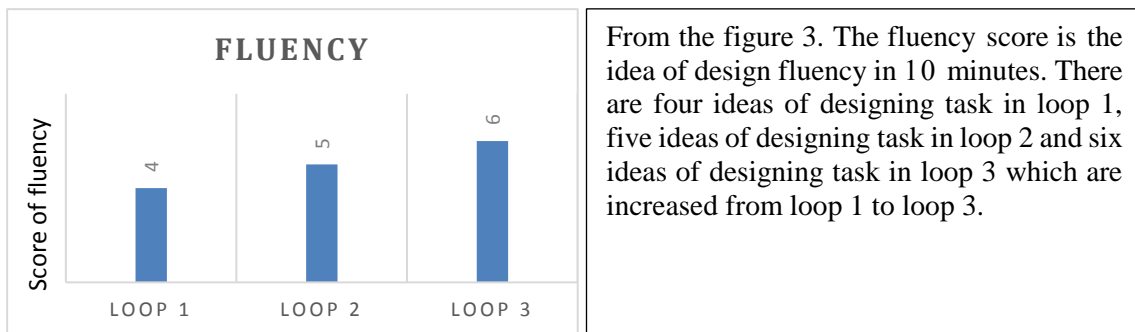 FLUENCY
Score of fluency
4
5
6
LOOP 1
LOOP 2
LOOP 3
From the figure 3. The fluency score is the
idea of design fluency in 10 minutes. There
are four ideas of designing task in loop 1,
five ideas of designing task in loop 2 and six
ideas of designing task in loop 3 which are
increased from loop 1 to loop 3.